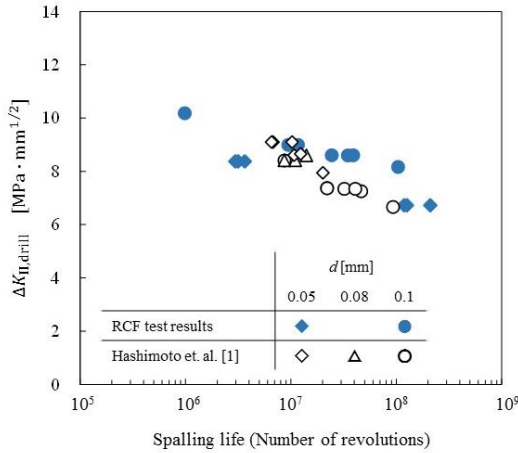 14
12
10
8
6
4
2
0
ΔK_II,drill [MPa・mm^1/2]
d [mm]
0.05 0.08 0.1
RCF test results
Hashimoto et. al. [1]
10^5 10^6 10^7 10^8 10^9
Spalling life (Number of revolutions)